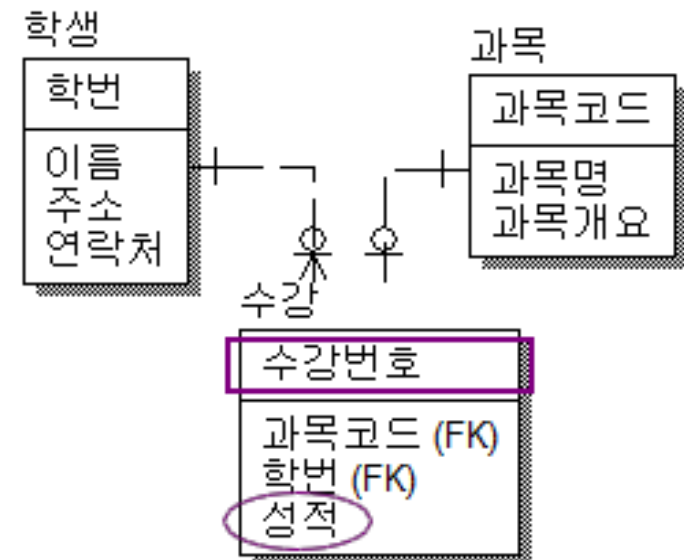 학생
학번
이름
주소
연락처
과목
과목코드
과목명
과목개요
수강
수강번호
과목코드 (FK)
학번 (FK)
성적